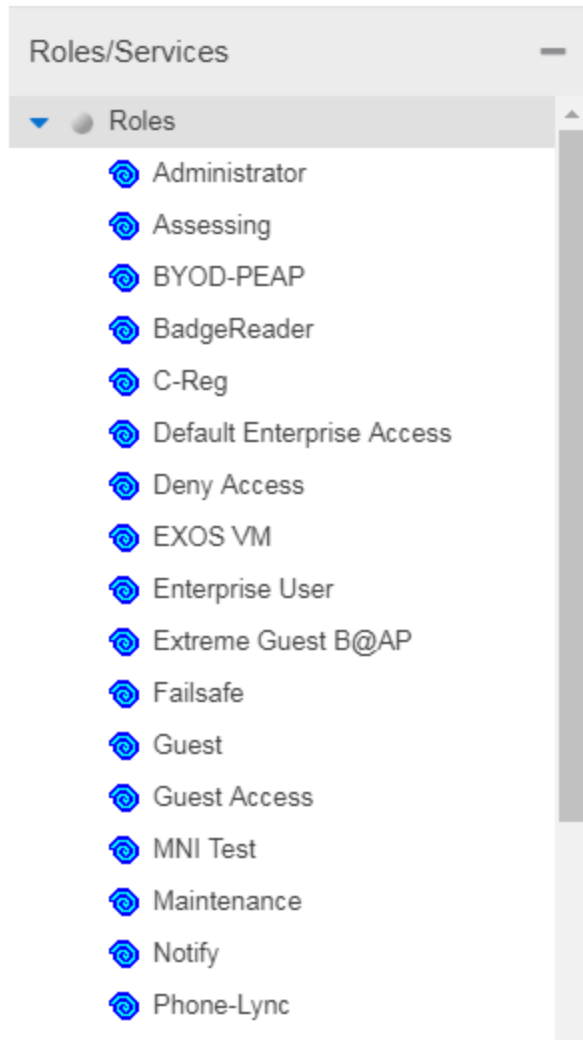 Roles/Services
Roles
Administrator
Assessing
BYOD-PEAP
BadgeReader
C-Reg
Default Enterprise Access
Deny Access
EXOS VM
Enterprise User
Extreme Guest B@AP
Failsafe
Guest
Guest Access
MNI Test
Maintenance
Notify
Phone-Lync